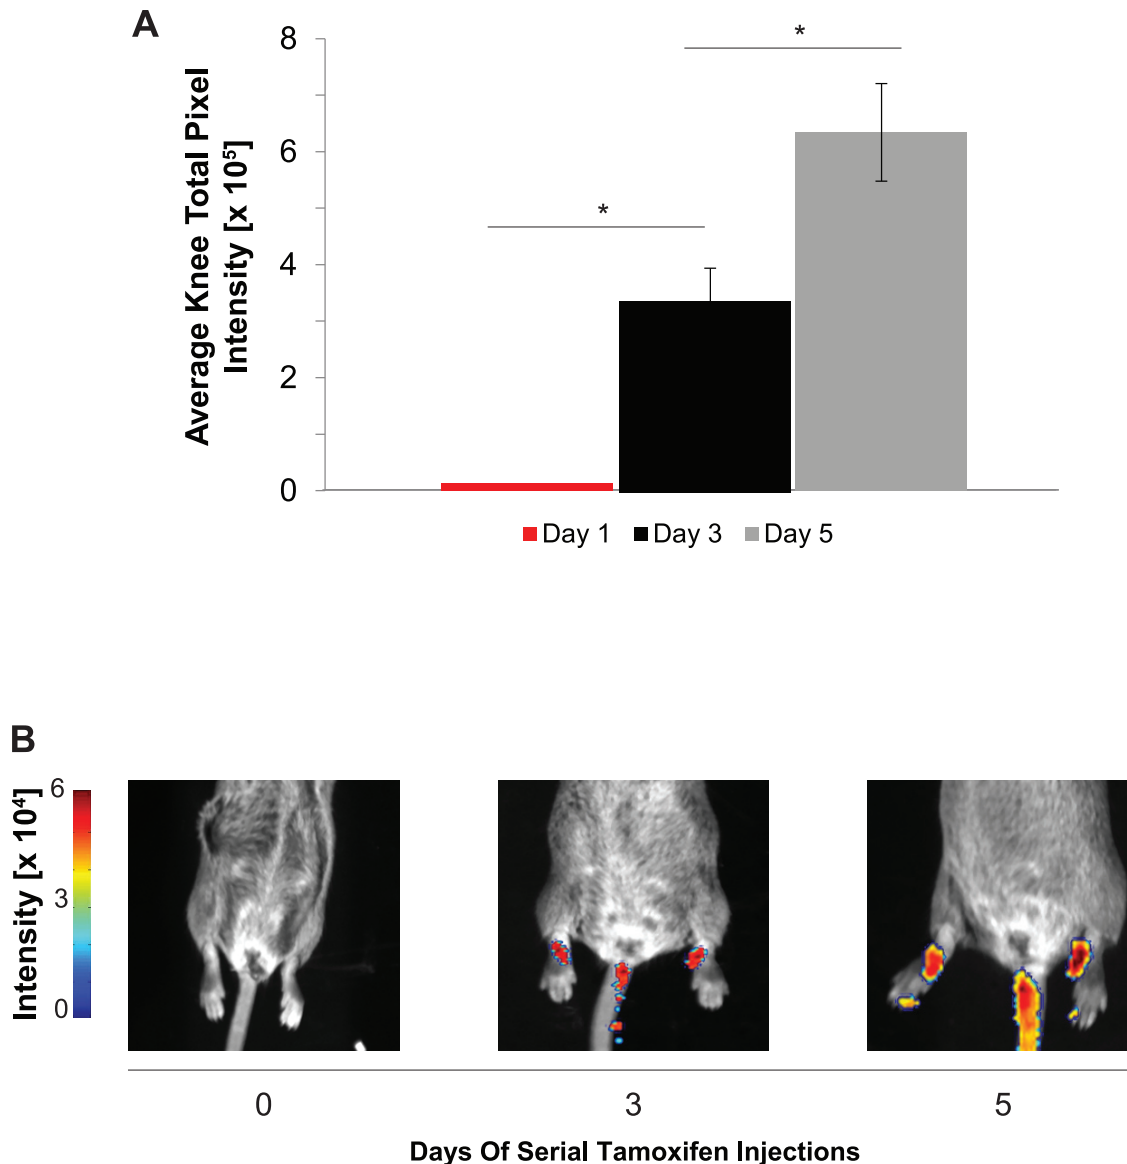 A
Average Knee Total Pixel
Intensity [x 10⁵]
8
6
4
2
0
*
*
Day 1 Day 3 Day 5
B
Intensity [x 10⁴]
6
3
0
0 3 5
Days Of Serial Tamoxifen Injections